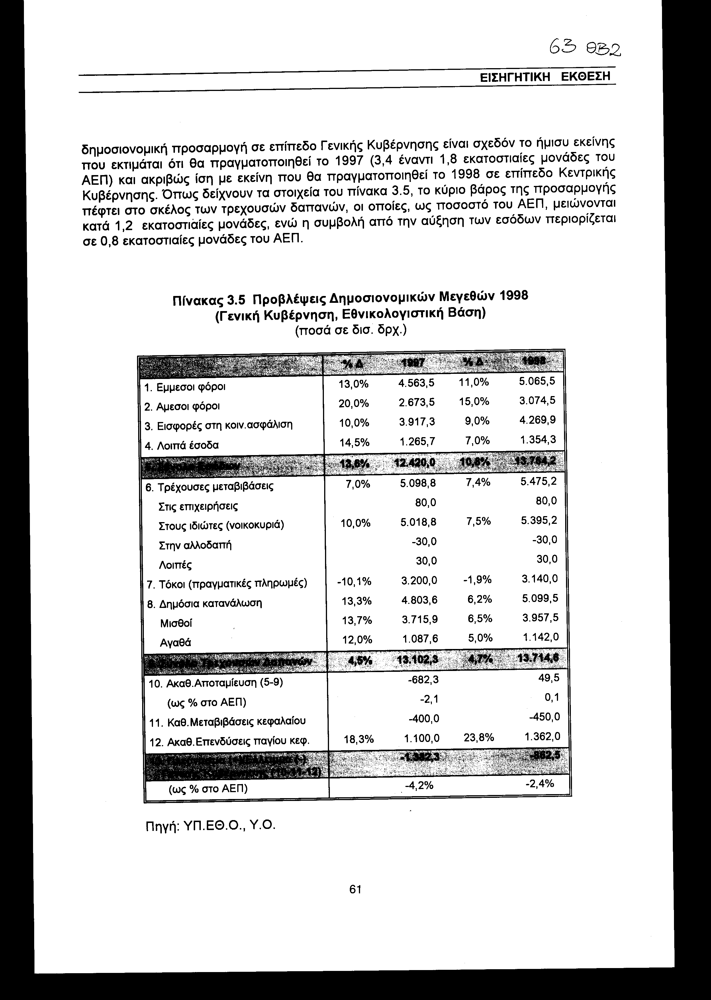 63 ΘΒ2
ΕΙΣΗΓΗΤΙΚΗ ΕΚΘΕΣΗ
δημοσιονομική προσαρμογή σε επίπεδο Γενικής Κυβέρνησης είναι σχεδόν το ήμισυ εκείνης
που εκτιμάται ότι θα πραγματοποιηθεί το 1997 (3,4 έναντι 1,8 εκατοστιαίες μονάδες του
ΑΕΠ) και ακριβώς ίση με εκείνη που θα πραγματοποιηθεί το 1998 σε επίπεδο Κεντρικής
Κυβέρνησης. Όπως δείχνουν τα στοιχεία του πίνακα 3.5, το κύριο βάρος της προσαρμογής
πέφτει στο σκέλος των τρεχουσών δαπανών, οι οποίες, ως ποσοστό του ΑΕΠ, μειώνονται
κατά 1,2 εκατοστιαίες μονάδες, ενώ η συμβολή από την αύξηση των εσόδων περιορίζεται
σε 0,8 εκατοστιαίες μονάδες του ΑΕΠ.
Πίνακας 3.5 Προβλέψεις Δημοσιονομικών Μεγεθών 1998
(Γενική Κυβέρνηση, Εθνικολογιστική Βάση)
(ποσά σε δισ. δρχ.)
% Δ 1997 % Δ 1998
1. Εμμεσοι φόροι 13,0% 4.563,5 11,0% 5.065,5
2. Αμεσοι φόροι 20,0% 2.673,5 15,0% 3.074,5
3. Εισφορές στη κοιν.ασφάλιση 10,0% 3.917,3 9,0% 4.269,9
4. Λοιπά έσοδα 14,5% 1.265,7 7,0% 1.354,3
5. Σύνολο Εσόδων 13,6% 12.420,0 10,8% 13.764,2
6. Τρέχουσες μεταβιβάσεις 7,0% 5.098,8 7,4% 5.475,2
Στις επιχειρήσεις 80,0 80,0
Στους ιδιώτες (νοικοκυριά) 10,0% 5.018,8 7,5% 5.395,2
Στην αλλοδαπή -30,0 -30,0
Λοιπές 30,0 30,0
7. Τόκοι (πραγματικές πληρωμές) -10,1% 3.200,0 -1,9% 3.140,0
8. Δημόσια κατανάλωση 13,3% 4.803,6 6,2% 5.099,5
Μισθοί 13,7% 3.715,9 6,5% 3.957,5
Αγαθά 12,0% 1.087,6 5,0% 1.142,0
9. Σύνολο Τρεχουσών Δαπανών 4,5% 13.102,3 4,7% 13.714,6
10. Ακαθ.Αποταμίευση (5-9) -682,3 49,5
(ως % στο ΑΕΠ) -2,1 0,1
11. Καθ.Μεταβιβάσεις κεφαλαίου -400,0 -450,0
12. Ακαθ.Επενδύσεις παγίου κεφ. 18,3% 1.100,0 23,8% 1.362,0
(-) -1.382,3 -862,5
(10-11-12)
(ως % στο ΑΕΠ) -4,2% -2,4%
Πηγή: ΥΠ.ΕΘ.Ο., Υ.Ο.
61